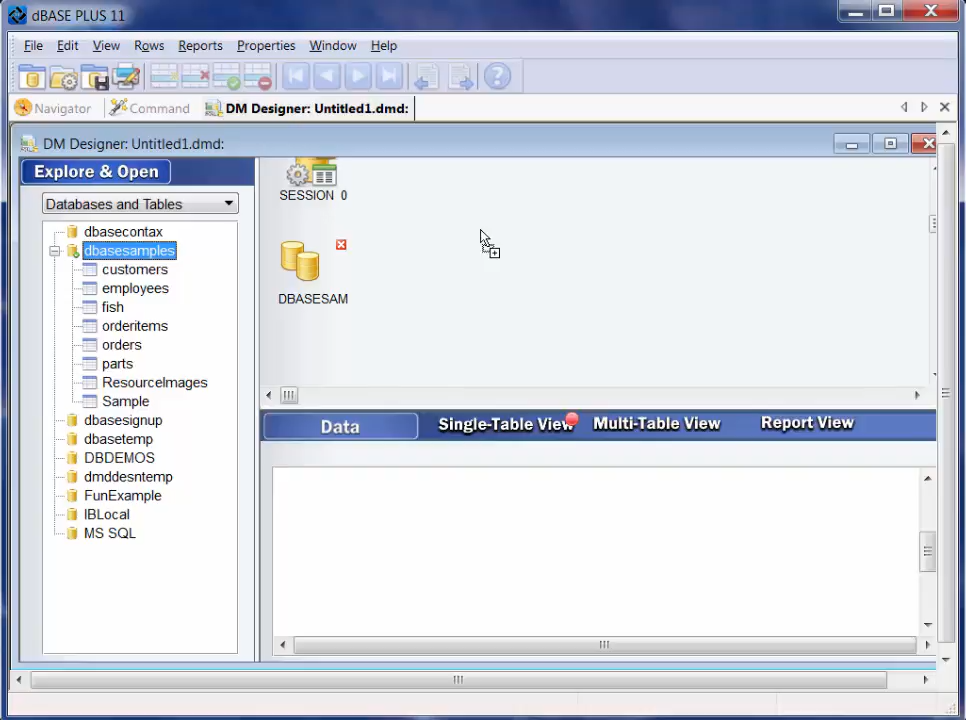 dBASE PLUS 11
File Edit View Rows Reports Properties Window Help
Navigator Command DM Designer: Untitled1.dmd:
DM Designer: Untitled1.dmd:
Explore & Open
Databases and Tables
dbasecontax
dbasesamples
customers
employees
fish
orderitems
orders
parts
ResourceImages
Sample
dbasesignup
dbasetemp
DBDEMOS
dmddesntemp
FunExample
IBLocal
MS SQL
SESSION 0
DBASESAM
Data Single-Table View Multi-Table View Report View